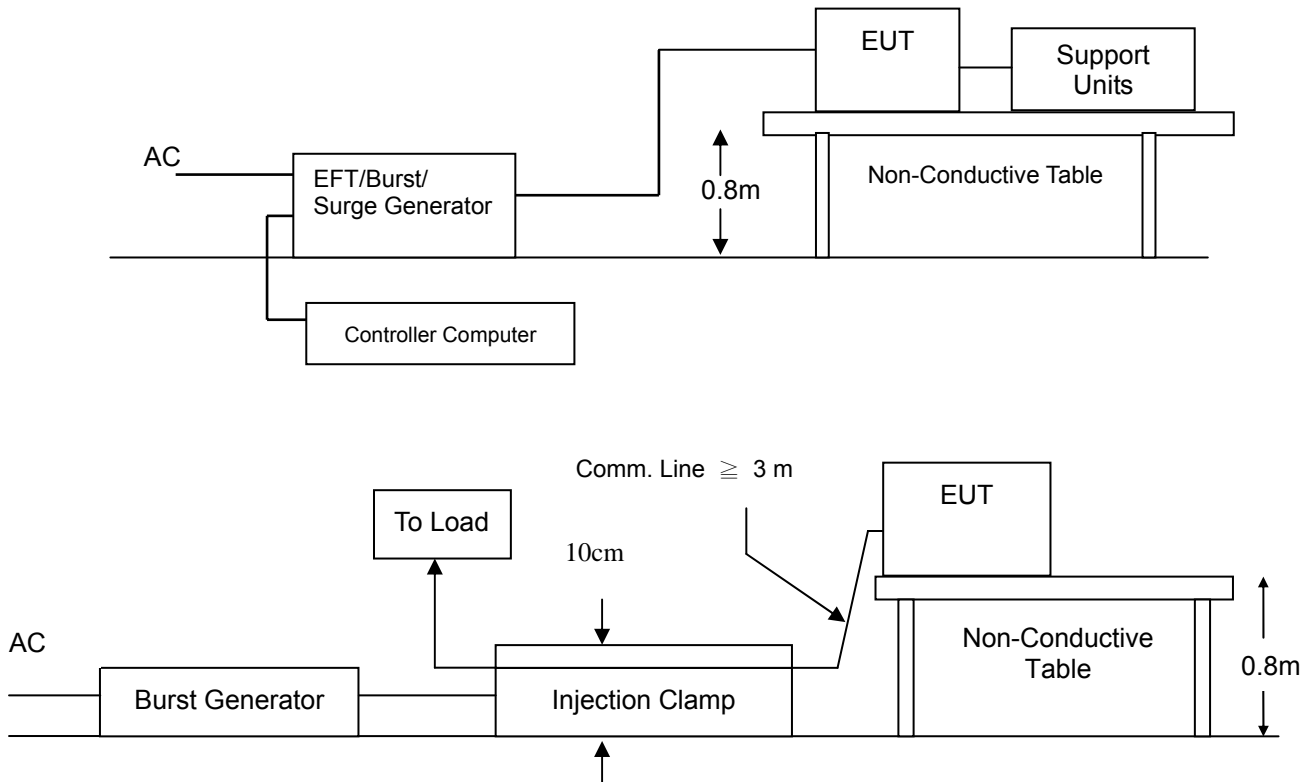 EUT
Support
Units
AC
EFT/Burst/
Surge Generator
0.8m
Non-Conductive Table
Controller Computer
Comm. Line ≧ 3 m
EUT
To Load
10cm
AC
Non-Conductive
Table
0.8m
Burst Generator
Injection Clamp